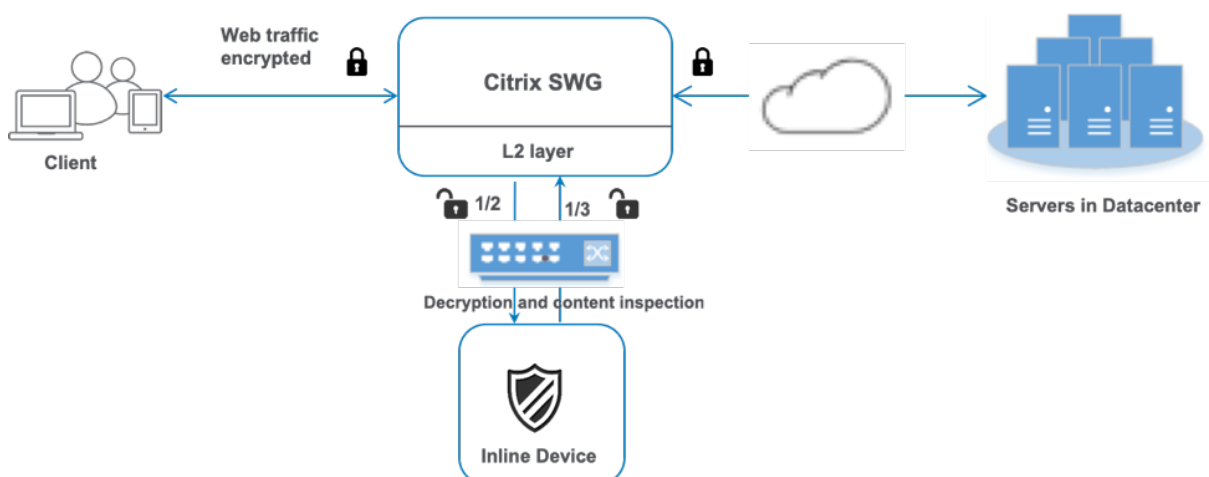 Web traffic
encrypted
Citrix SWG
L2 layer
Client
1/2
1/3
Servers in Datacenter
Decryption and content inspection
Inline Device